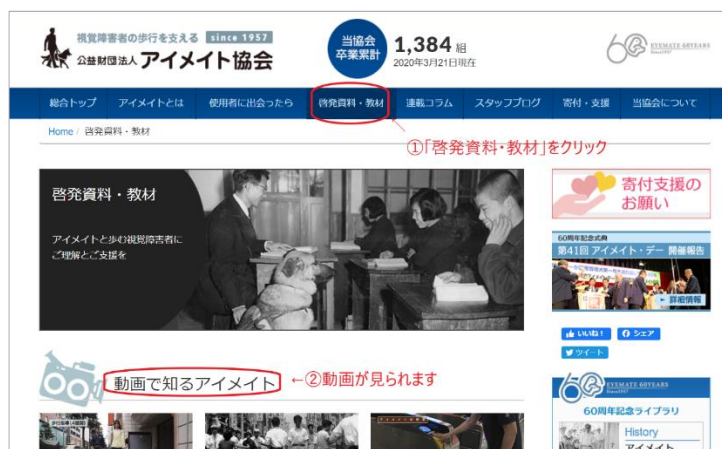 視覚障害者の歩行を支える since 1957
公益財団法人 アイメイト協会
当協会
卒業累計
1,384 組
2020年3月21日現在
60 EYEMATE 60YEARS
Since1957
総合トップ アイメイトとは 使用者に出会ったら 啓発資料・教材 連載コラム スタッフブログ 寄付・支援 当協会について
Home / 啓発資料・教材
①「啓発資料・教材」をクリック
啓発資料・教材
アイメイトと歩む視覚障害者に
ご理解とご支援を
寄付支援の
お願い
60周年記念式典
第41回 アイメイト・デー 開催報告
詳細情報
いいね! シェア
ツイート
動画で知るアイメイト ←②動画が見られます
60 EYEMATE 60YEARS
Since1957
60周年記念ライブラリ
History
アイメイト